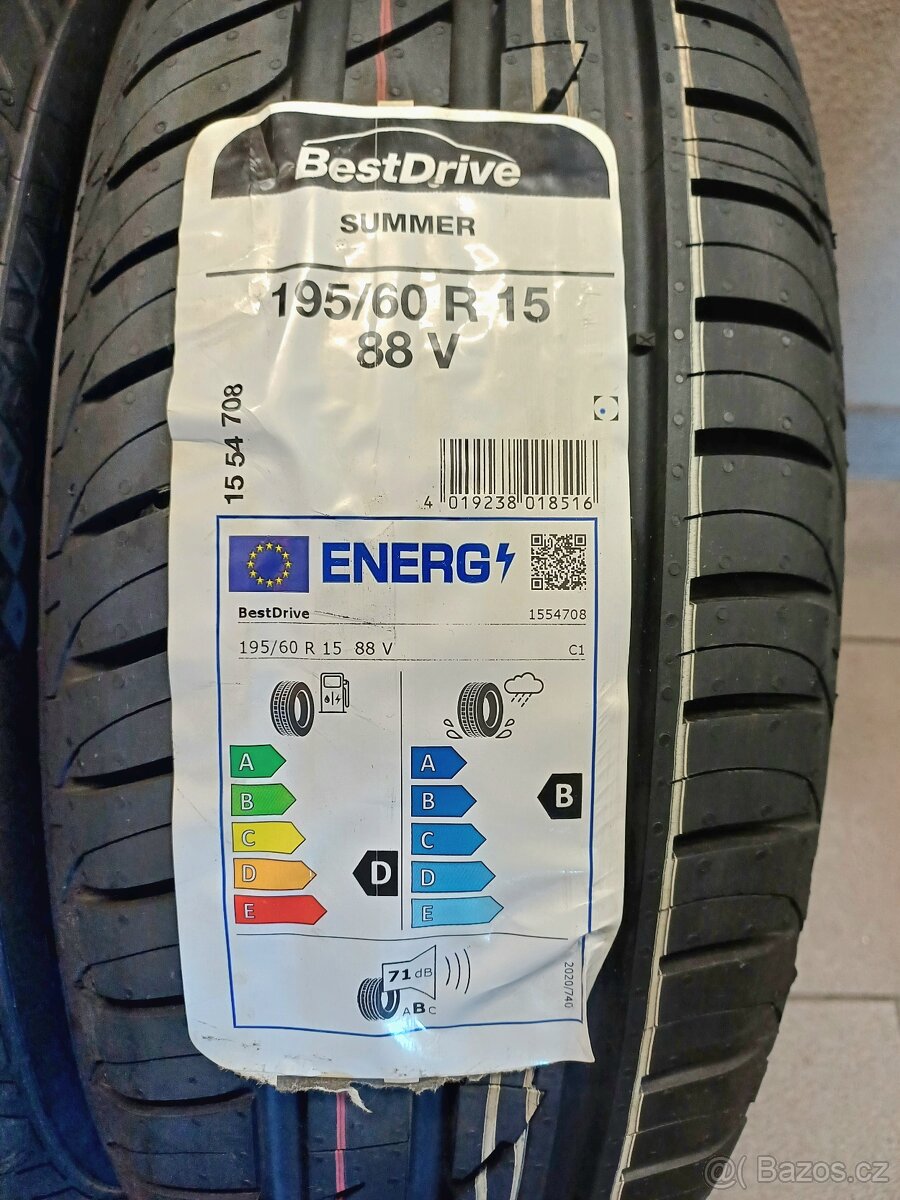 BestDrive
SUMMER
195/60 R 15
88 V
15 54 708
4 019238 018516
ENERG
BestDrive 1554708
195/60 R 15 88 V C1
A A
B B B
C C
D D D
E E
71 dB
A B C
2020/740
@( Bazos.cz